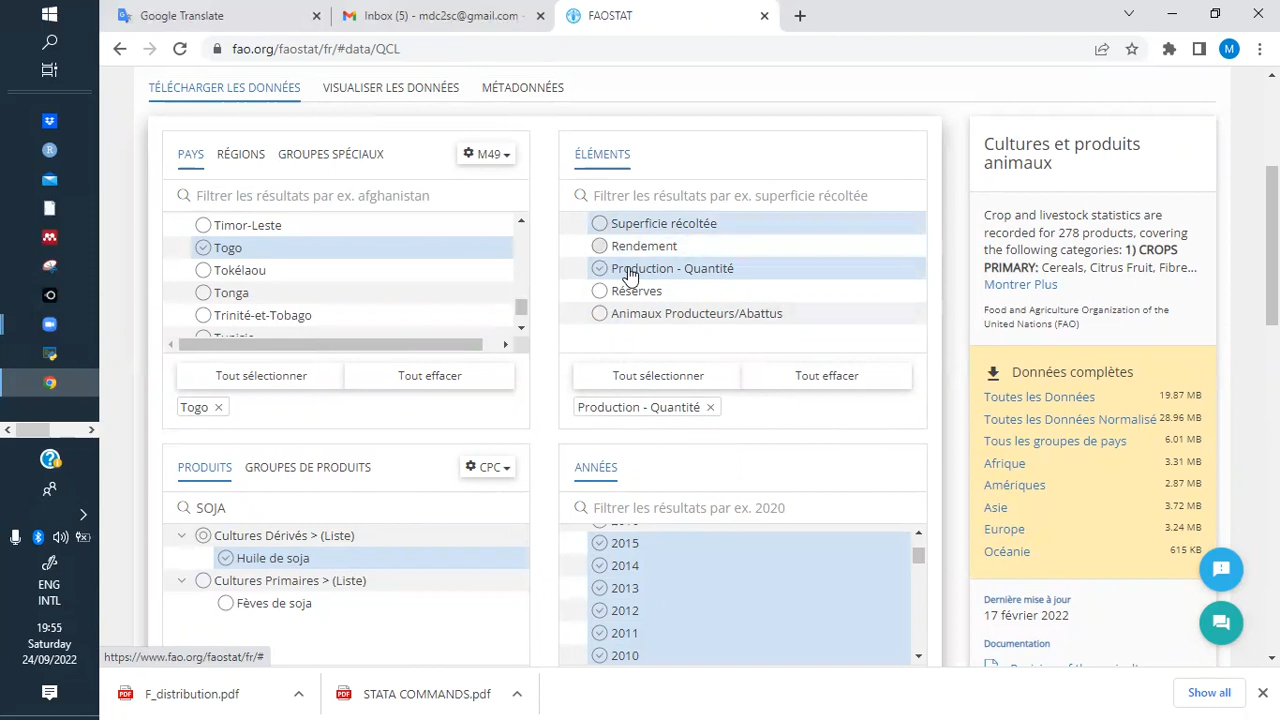 Google Translate
Inbox (5) - mdc2sc@gmail.com
FAOSTAT
fao.org/faostat/fr/#data/QCL
M
TÉLÉCHARGER LES DONNÉES
VISUALISER LES DONNÉES
MÉTADONNÉES
PAYS
RÉGIONS
GROUPES SPÉCIAUX
M49
Filtrer les résultats par ex. afghanistan
Timor-Leste
Togo
Tokélaou
Tonga
Trinité-et-Tobago
Tunisie
Tout sélectionner
Tout effacer
Togo
ÉLÉMENTS
Filtrer les résultats par ex. superficie récoltée
Superficie récoltée
Rendement
Production - Quantité
Réserves
Animaux Producteurs/Abattus
Tout sélectionner
Tout effacer
Production - Quantité
PRODUITS
GROUPES DE PRODUITS
CPC
SOJA
Cultures Dérivés > (Liste)
Huile de soja
Cultures Primaires > (Liste)
Fèves de soja
ANNÉES
Filtrer les résultats par ex. 2020
2016
2015
2014
2013
2012
2011
2010
Cultures et produits
animaux
Crop and livestock statistics are
recorded for 278 products, covering
the following categories: 1) CROPS
PRIMARY: Cereals, Citrus Fruit, Fibre...
Montrer Plus
Food and Agriculture Organization of the
United Nations (FAO)
Données complètes
Toutes les Données 19.87 MB
Toutes les Données Normalisé 28.96 MB
Tous les groupes de pays 6.01 MB
Afrique 3.31 MB
Amériques 2.87 MB
Asie 3.72 MB
Europe 3.24 MB
Océanie 615 KB
Dernière mise à jour
17 février 2022
Documentation
https://www.fao.org/faostat/fr/#
ENG
INTL
19:55
Saturday
24/09/2022
F_distribution.pdf
STATA COMMANDS.pdf
Show all